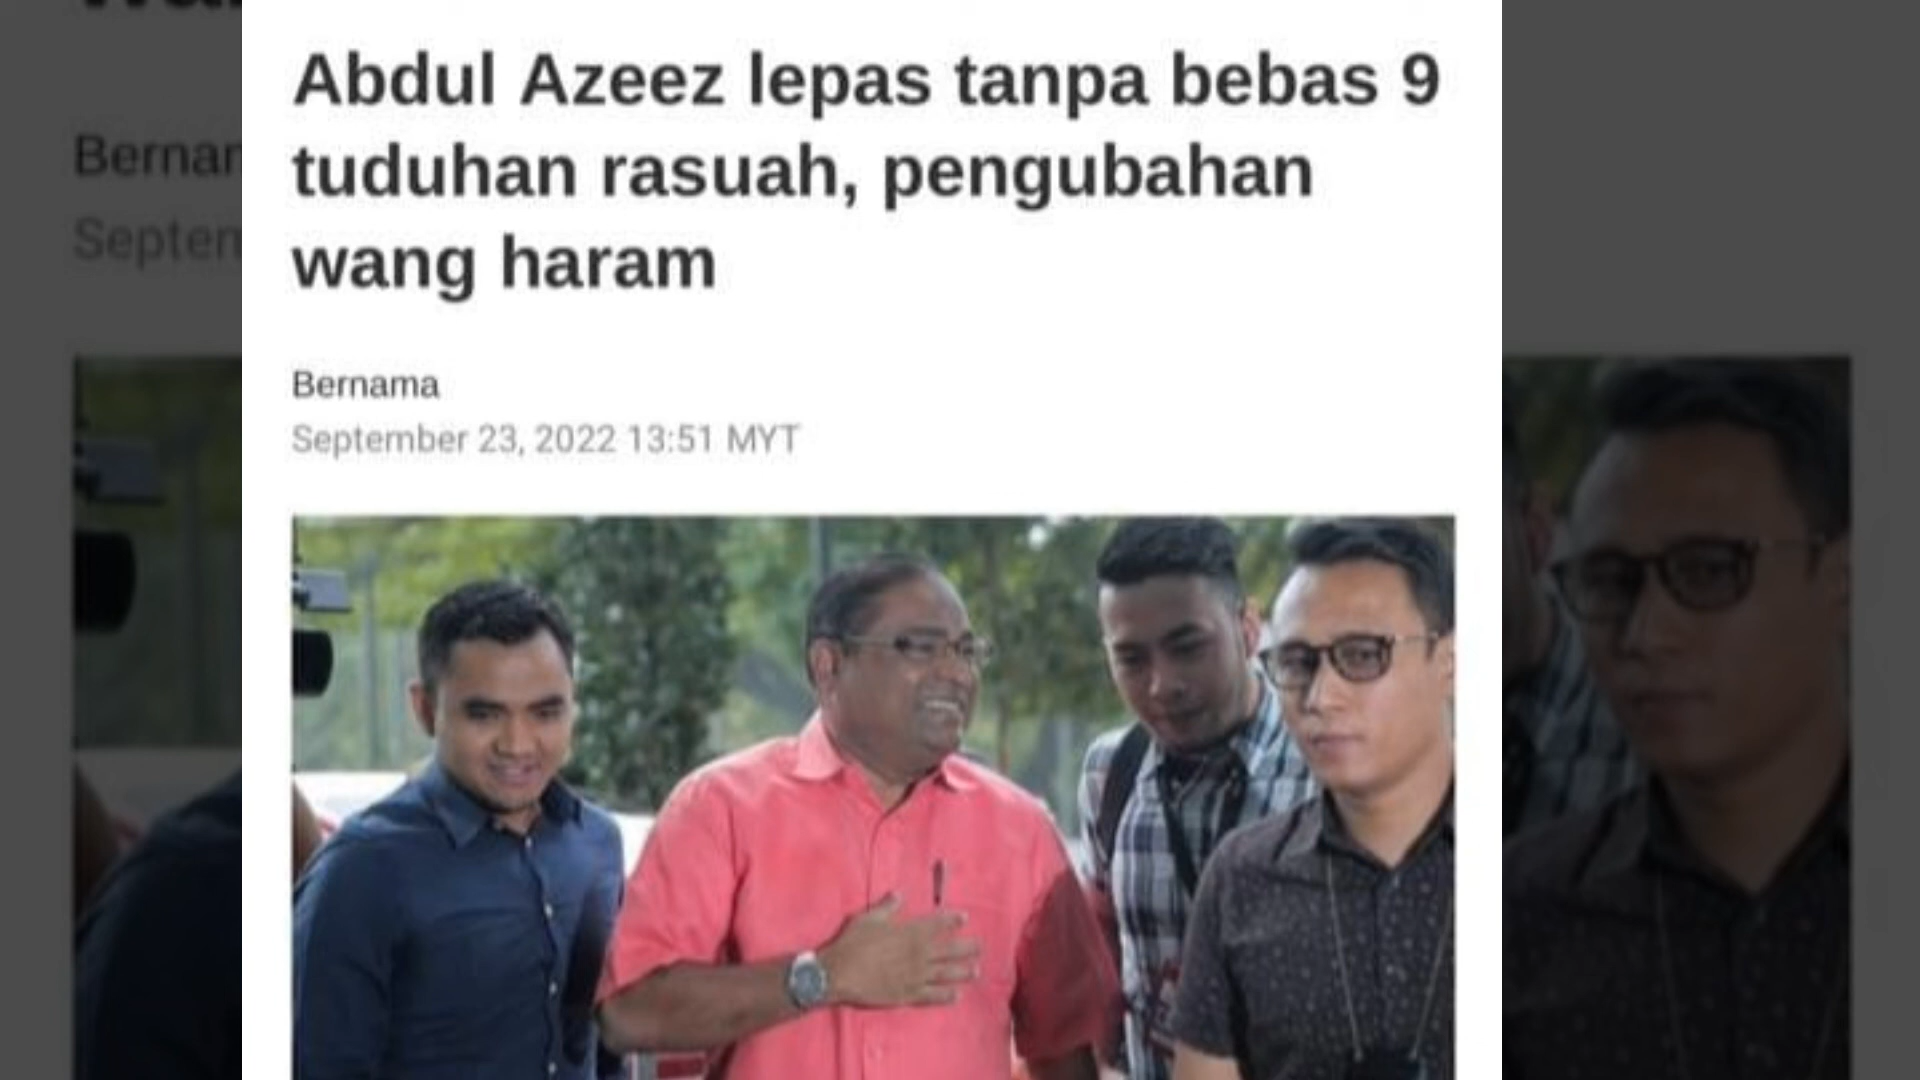 Abdul Azeez lepas tanpa bebas 9
tuduhan rasuah, pengubahan
wang haram
Bernama
September 23, 2022 13:51 MYT